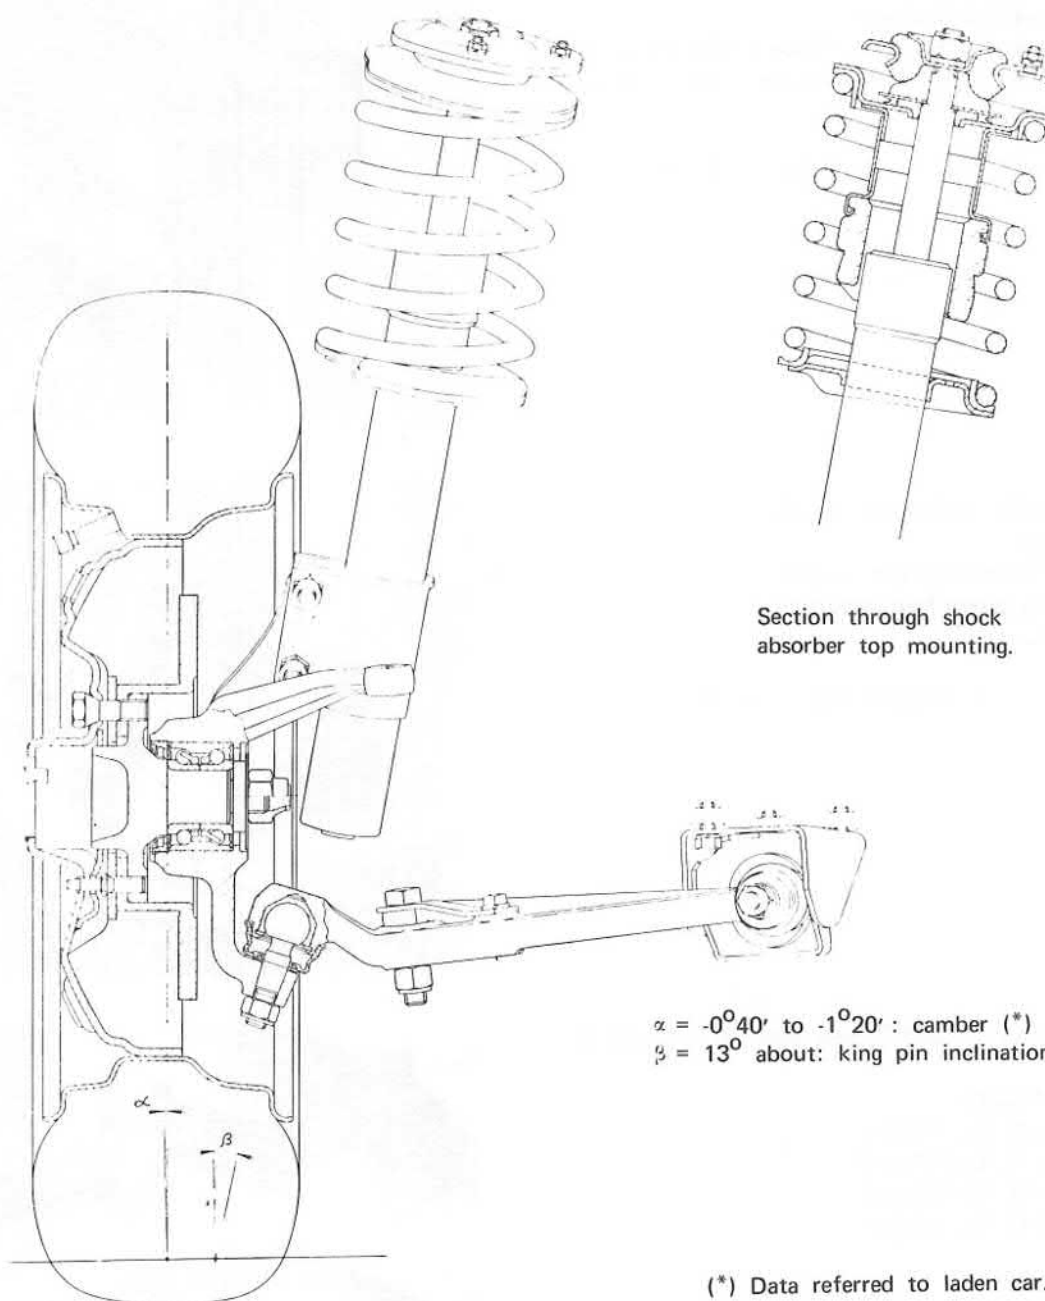 Section through shock
absorber top mounting.
α = -0°40' to -1°20' : camber (*)
β = 13° about: king pin inclination
α
β
(*) Data referred to laden car.